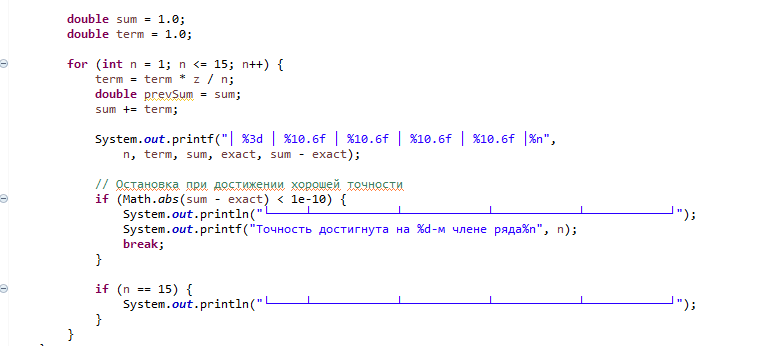 double sum = 1.0;
double term = 1.0;
for (int n = 1; n <= 15; n++) {
term = term * z / n;
double prevSum = sum;
sum += term;
System.out.printf("│ %3d │ %10.6f │ %10.6f │ %10.6f │ %10.6f │%n",
n, term, sum, exact, sum - exact);
// Остановка при достижении хорошей точности
if (Math.abs(sum - exact) < 1e-10) {
System.out.println("└─────┴────────────┴────────────┴────────────┴────────────┘");
System.out.printf("Точность достигнута на %d-м члене ряда%n", n);
break;
}
if (n == 15) {
System.out.println("└─────┴────────────┴────────────┴────────────┴────────────┘");
}
}